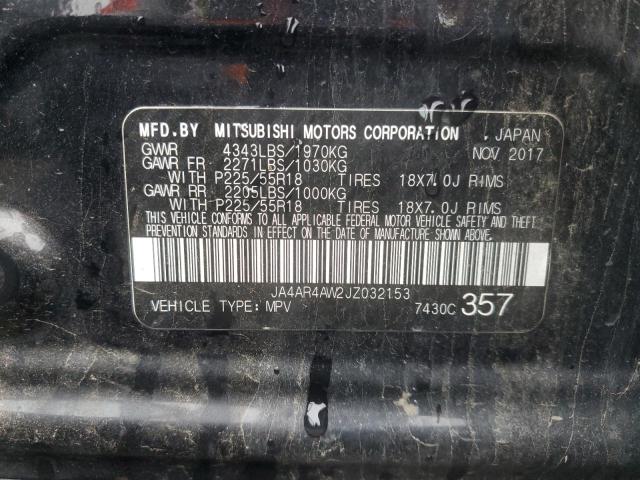 MFD.BY MITSUBISHI MOTORS CORPORATION , JAPAN
GVWR 4343LBS/1970KG NOV 2017
GAWR FR 2271LBS/1030KG
WITH P225/55R18 TIRES 18X7.0J RIMS
GAWR RR 2205LBS/1000KG
WITH P225/55R18 TIRES 18X7.0J RIMS
THIS VEHICLE CONFORMS TO ALL APPLICABLE FEDERAL MOTOR VEHICLE SAFETY AND THEFT
PREVENTION STANDARDS IN EFFECT ON THE DATE OF MANUFACTURE SHOWN ABOVE.
JA4AR4AW2JZ032153
VEHICLE TYPE: MPV 7430C 357